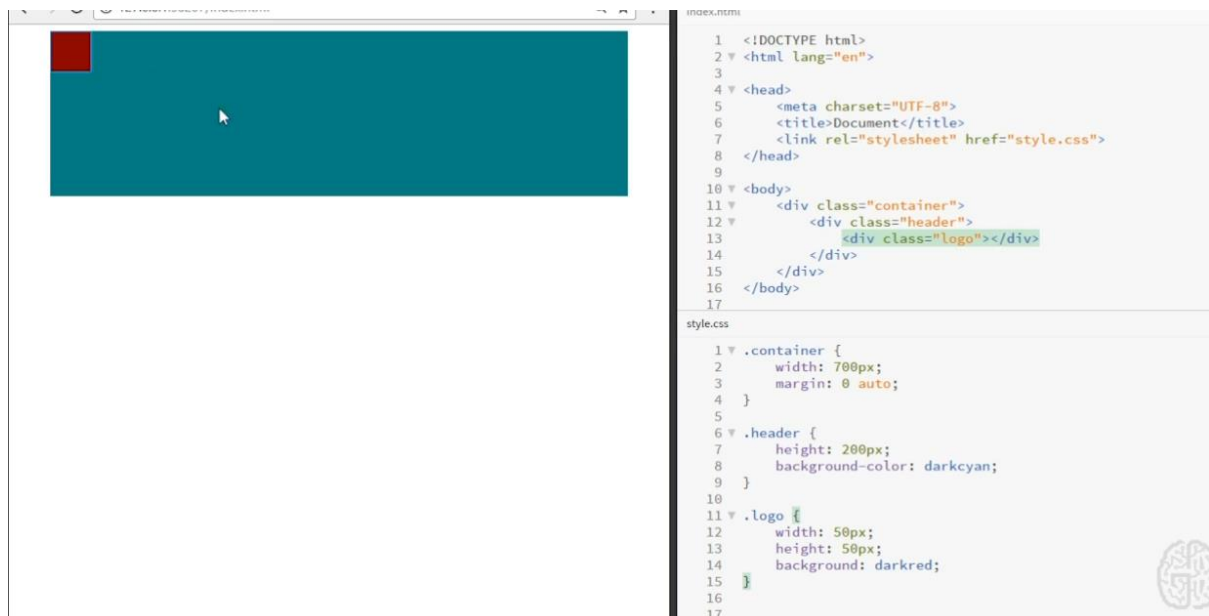 index.html
1 <!DOCTYPE html>
2 <html lang="en">
3
4 <head>
5 <meta charset="UTF-8">
6 <title>Document</title>
7 <link rel="stylesheet" href="style.css">
8 </head>
9
10 <body>
11 <div class="container">
12 <div class="header">
13 <div class="logo"></div>
14 </div>
15 </div>
16 </body>
17
style.css
1 .container {
2 width: 700px;
3 margin: 0 auto;
4 }
5
6 .header {
7 height: 200px;
8 background-color: darkcyan;
9 }
10
11 .logo {
12 width: 50px;
13 height: 50px;
14 background: darkred;
15 }
16
17